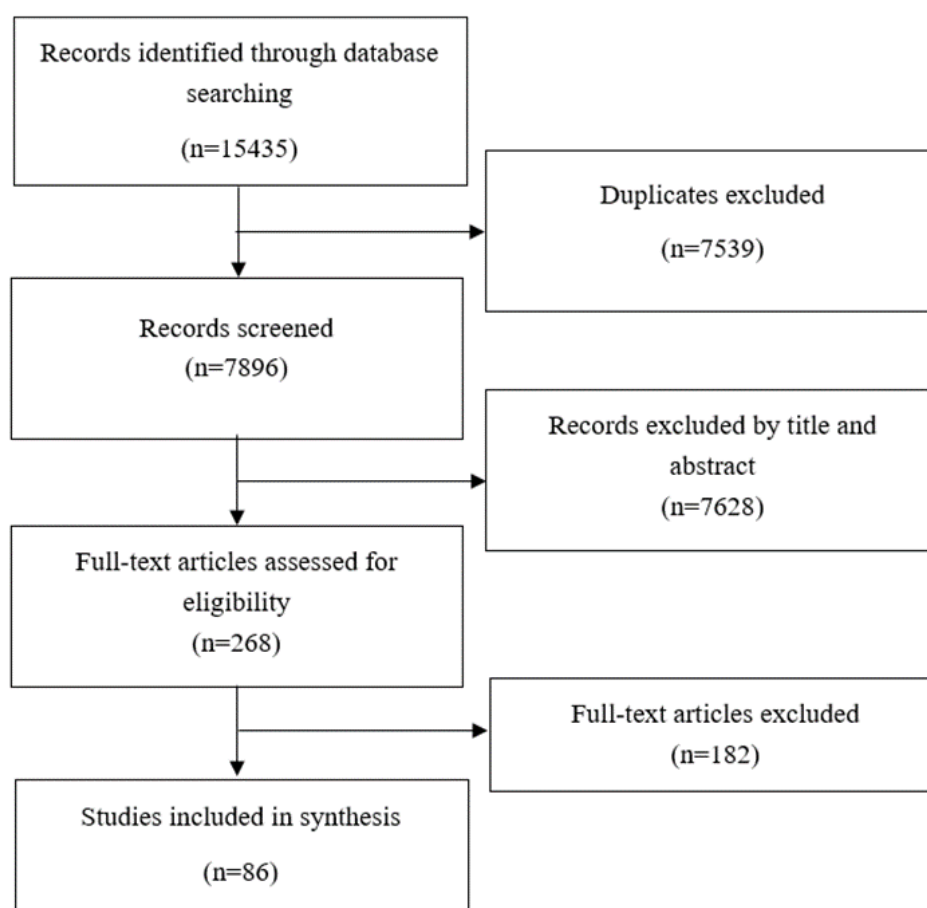 Records identified through database
searching
(n=15435)
Duplicates excluded
(n=7539)
Records screened
(n=7896)
Records excluded by title and
abstract
(n=7628)
Full-text articles assessed for
eligibility
(n=268)
Full-text articles excluded
(n=182)
Studies included in synthesis
(n=86)